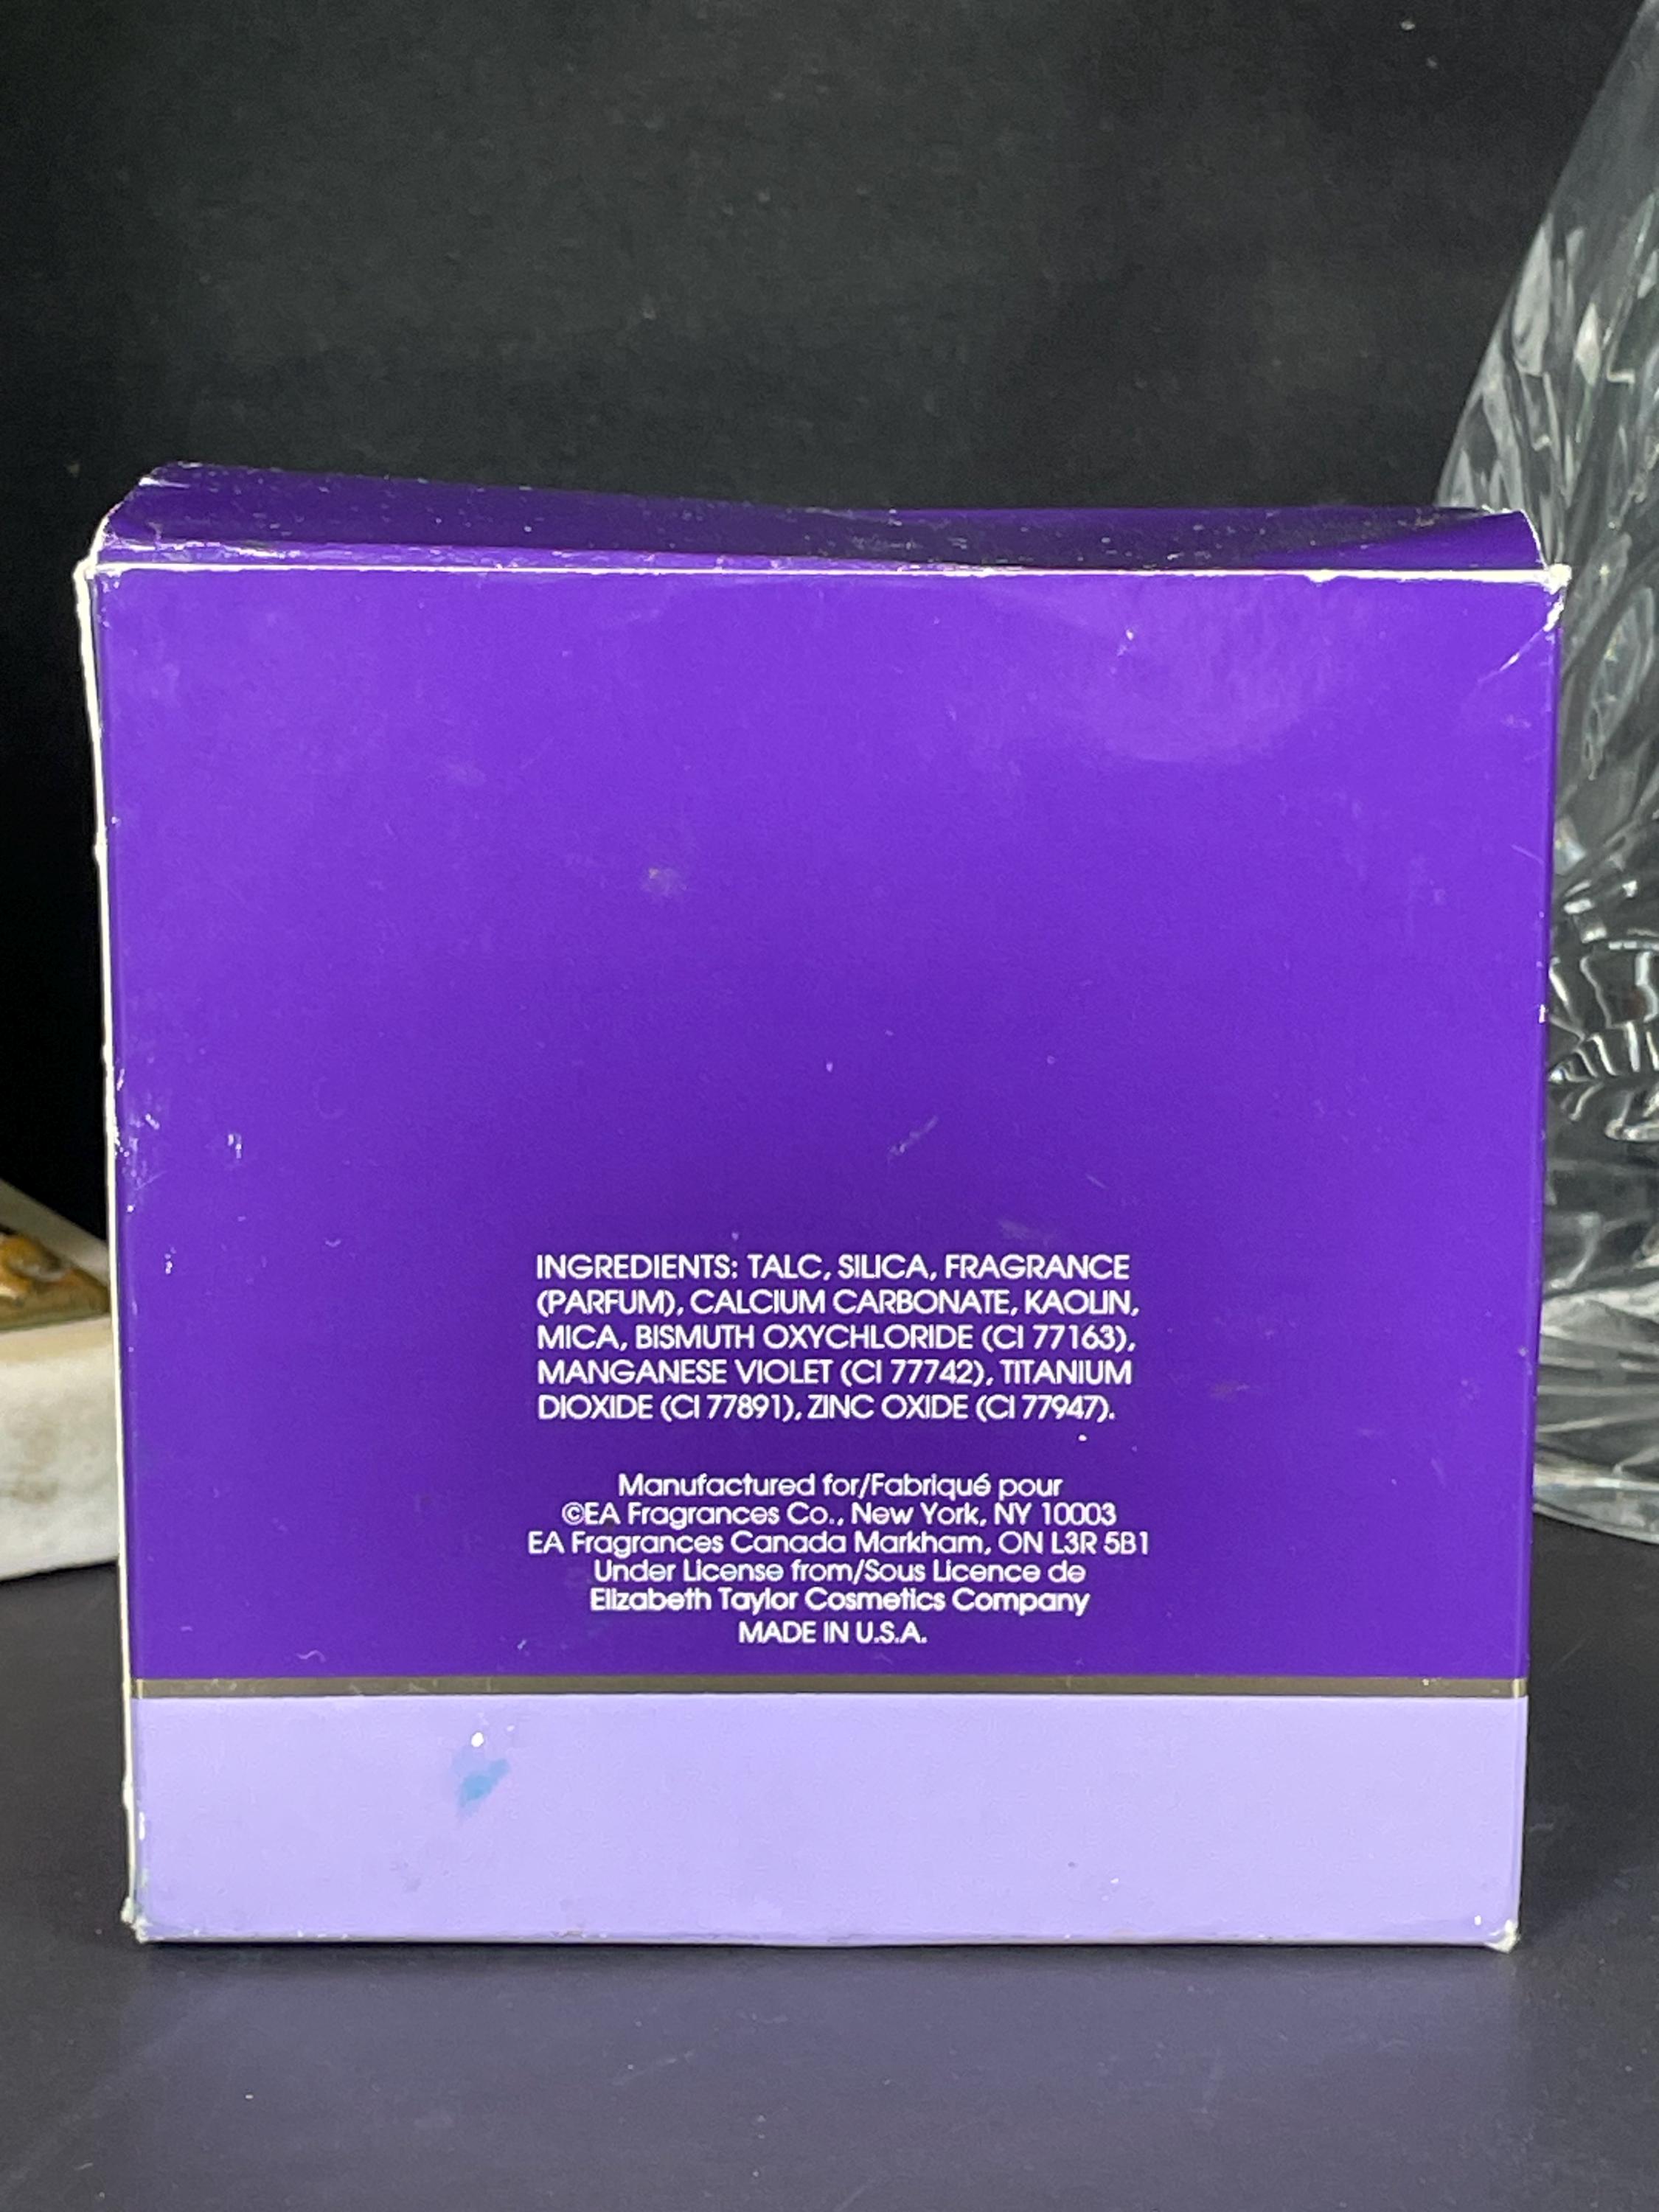 INGREDIENTS: TALC, SILICA, FRAGRANCE
(PARFUM), CALCIUM CARBONATE, KAOLIN,
MICA, BISMUTH OXYCHLORIDE (CI 77163),
MANGANESE VIOLET (CI 77742), TITANIUM
DIOXIDE (CI 77891), ZINC OXIDE (CI 77947).
Manufactured for/Fabriqué pour
©EA Fragrances Co., New York, NY 10003
EA Fragrances Canada Markham, ON L3R 5B1
Under License from/Sous Licence de
Elizabeth Taylor Cosmetics Company
MADE IN U.S.A.